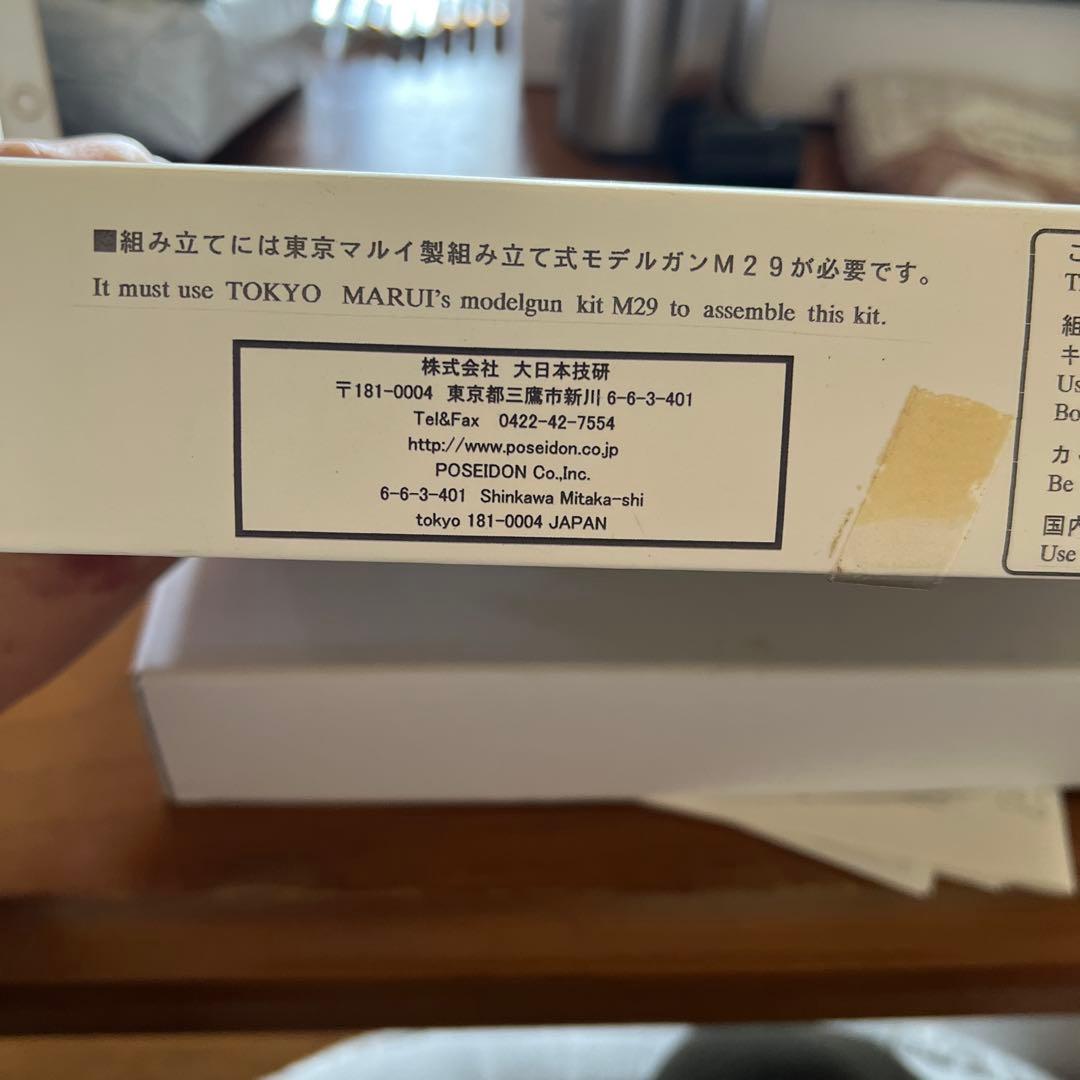 ■組み立てには東京マルイ製組み立て式モデルガンM29が必要です。
It must use TOKYO MARUI's modelgun kit M29 to assemble this kit.
株式会社 大日本技研
〒181-0004 東京都三鷹市新川 6-6-3-401
Tel&Fax 0422-42-7554
http://www.poseidon.co.jp
POSEIDON Co.,Inc.
6-6-3-401 Shinkawa Mitaka-shi
tokyo 181-0004 JAPAN
組
キ
Us
Bo
カ
Be
国内
Use